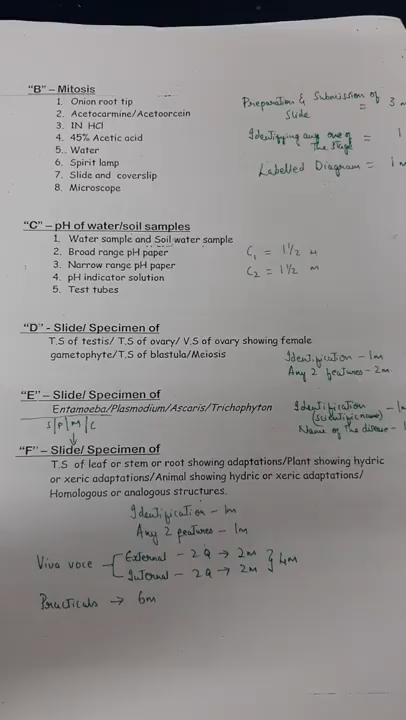 "B" – Mitosis
1. Onion root tip
2. Acetocarmine/Acetoorcein
3. IN HCl
4. 45% Acetic acid
5.. Water
6. Spirit lamp
7. Slide and coverslip
8. Microscope
Preparation & Submission of
Slide = 3 m
Identifying any one of
the stage = 1
Labelled Diagram = 1 m
"C" – pH of water/soil samples
1. Water sample and Soil water sample
2. Broad range pH paper
3. Narrow range pH paper
4. pH indicator solution
5. Test tubes
C₁ = 1½ M
C₂ = 1½ m
"D" - Slide/ Specimen of
T.S of testis/ T.S of ovary/ V.S of ovary showing female
gametophyte/T.S of blastula/Meiosis
Identification – 1m
Any 2 features – 2m
"E" – Slide/ Specimen of
Entamoeba/Plasmodium/Ascaris/Trichophyton
S|P|M|C
Identification – 1m
(Scientific name)
Name of the disease – 1
"F" – Slide/ Specimen of
T.S of leaf or stem or root showing adaptations/Plant showing hydric
or xeric adaptations/Animal showing hydric or xeric adaptations/
Homologous or analogous structures.
Identification – 1m
Any 2 features – 1m
Viva voce – External – 2Q → 2m
Internal – 2Q → 2M } 4m
Practicals → 6m